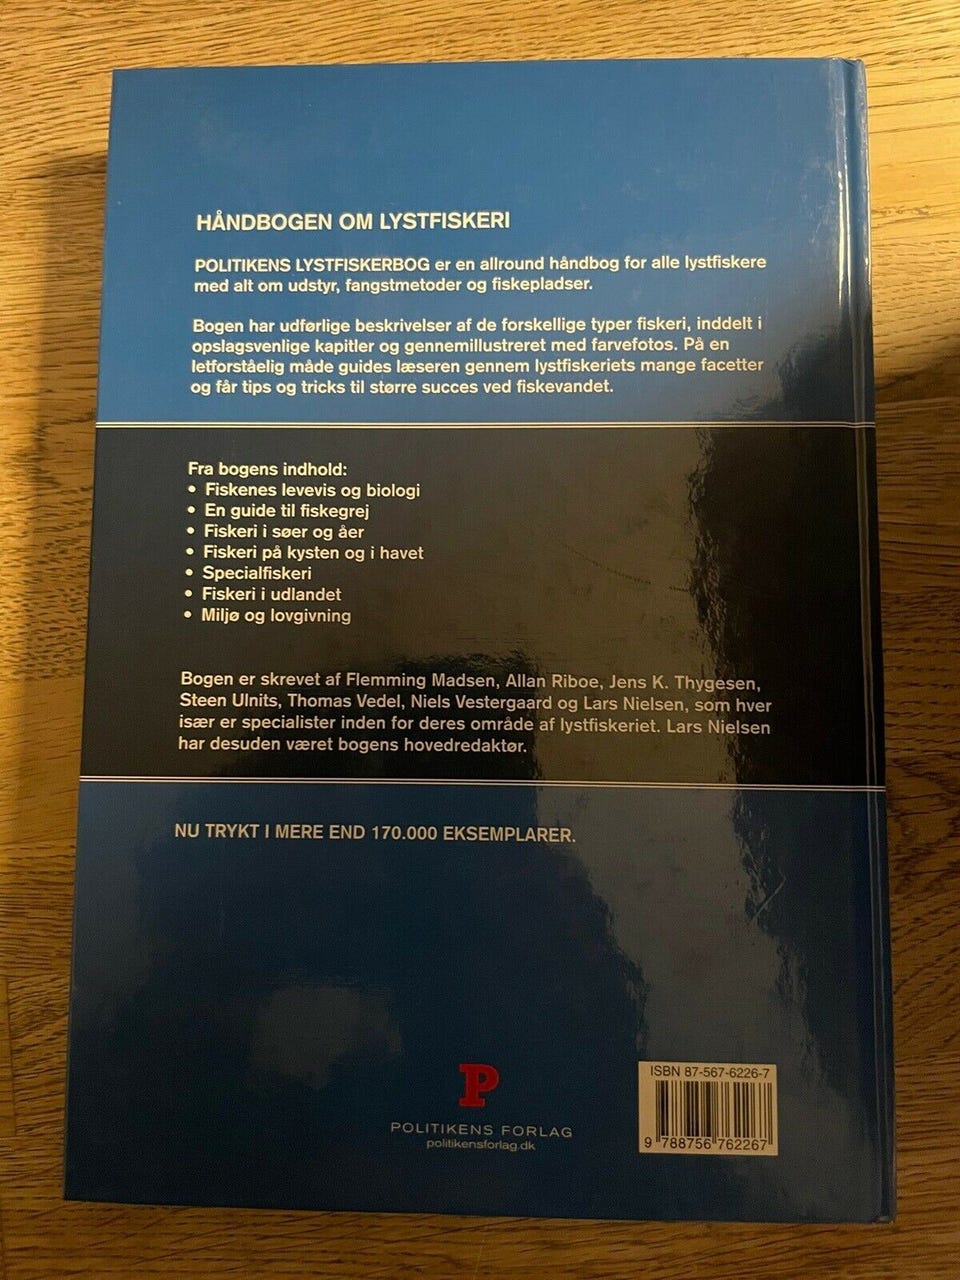 HÅNDBOGEN OM LYSTFISKERI
POLITIKENS LYSTFISKERBOG er en allround håndbog for alle lystfiskere
med alt om udstyr, fangstmetoder og fiskepladser.
Bogen har udførlige beskrivelser af de forskellige typer fiskeri, inddelt i
opslagsvenlige kapitler og gennemillustreret med farvefotos. På en
letforståelig måde guides læseren gennem lystfiskeriets mange facetter
og får tips og tricks til større succes ved fiskevandet.
Fra bogens indhold:
• Fiskenes levevis og biologi
• En guide til fiskegrej
• Fiskeri i søer og åer
• Fiskeri på kysten og i havet
• Specialfiskeri
• Fiskeri i udlandet
• Miljø og lovgivning
Bogen er skrevet af Flemming Madsen, Allan Riboe, Jens K. Thygesen,
Steen Ulnits, Thomas Vedel, Niels Vestergaard og Lars Nielsen, som hver
især er specialister inden for deres område af lystfiskeriet. Lars Nielsen
har desuden været bogens hovedredaktør.
NU TRYKT I MERE END 170.000 EKSEMPLARER.
P
POLITIKENS FORLAG
politikensforlag.dk
ISBN 87-567-6226-7
9 788756 762267